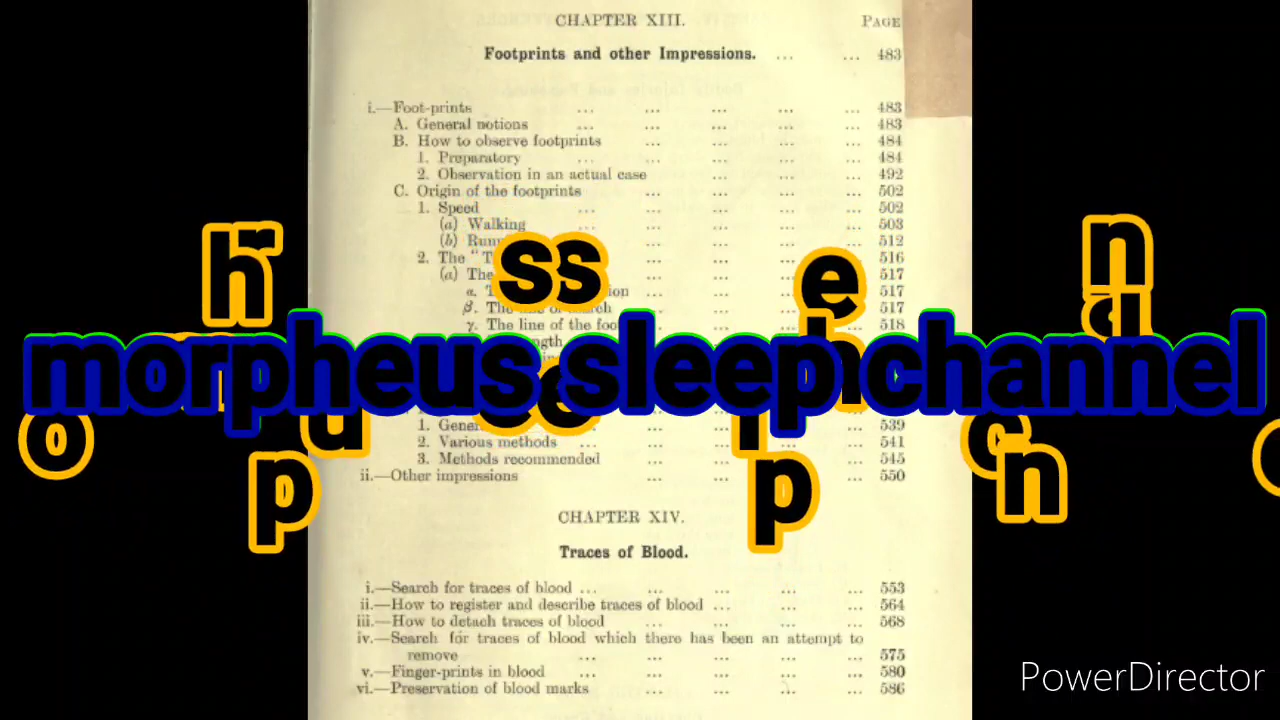 CHAPTER XIII. PAGE
Footprints and other Impressions. ... ... 483
i.—Foot-prints ... ... ... ... ... 483
A. General notions ... ... ... ... 483
B. How to observe footprints ... ... ... 484
1. Preparatory ... ... ... ... 484
2. Observation in an actual case ... ... ... 492
C. Origin of the footprints ... ... ... ... 502
1. Speed ... ... ... ... ... 502
(a) Walking ... ... ... ... ... 503
(b) ... ... ... ... 512
2. The ... ... ... 516
(a) The ... ... ... 517
α. ... ... ... ... 517
β. The ... ... ... 517
γ. The line of the ... ... ... 518
morpheus sleep channel
1. ... ... ... 539
2. Various methods ... ... ... ... ... 541
3. Methods recommended ... ... ... ... 545
ii.—Other impressions ... ... ... ... 550
CHAPTER XIV.
Traces of Blood.
i.—Search for traces of blood ... ... ... ... ... 553
ii.—How to register and describe traces of blood ... ... ... 564
iii.—How to detach traces of blood ... ... ... ... 568
iv.—Search for traces of blood which there has been an attempt to
remove ... ... ... ... ... 575
v.—Finger-prints in blood ... ... ... ... ... 580
vi.—Preservation of blood marks ... ... ... ... 586
PowerDirector